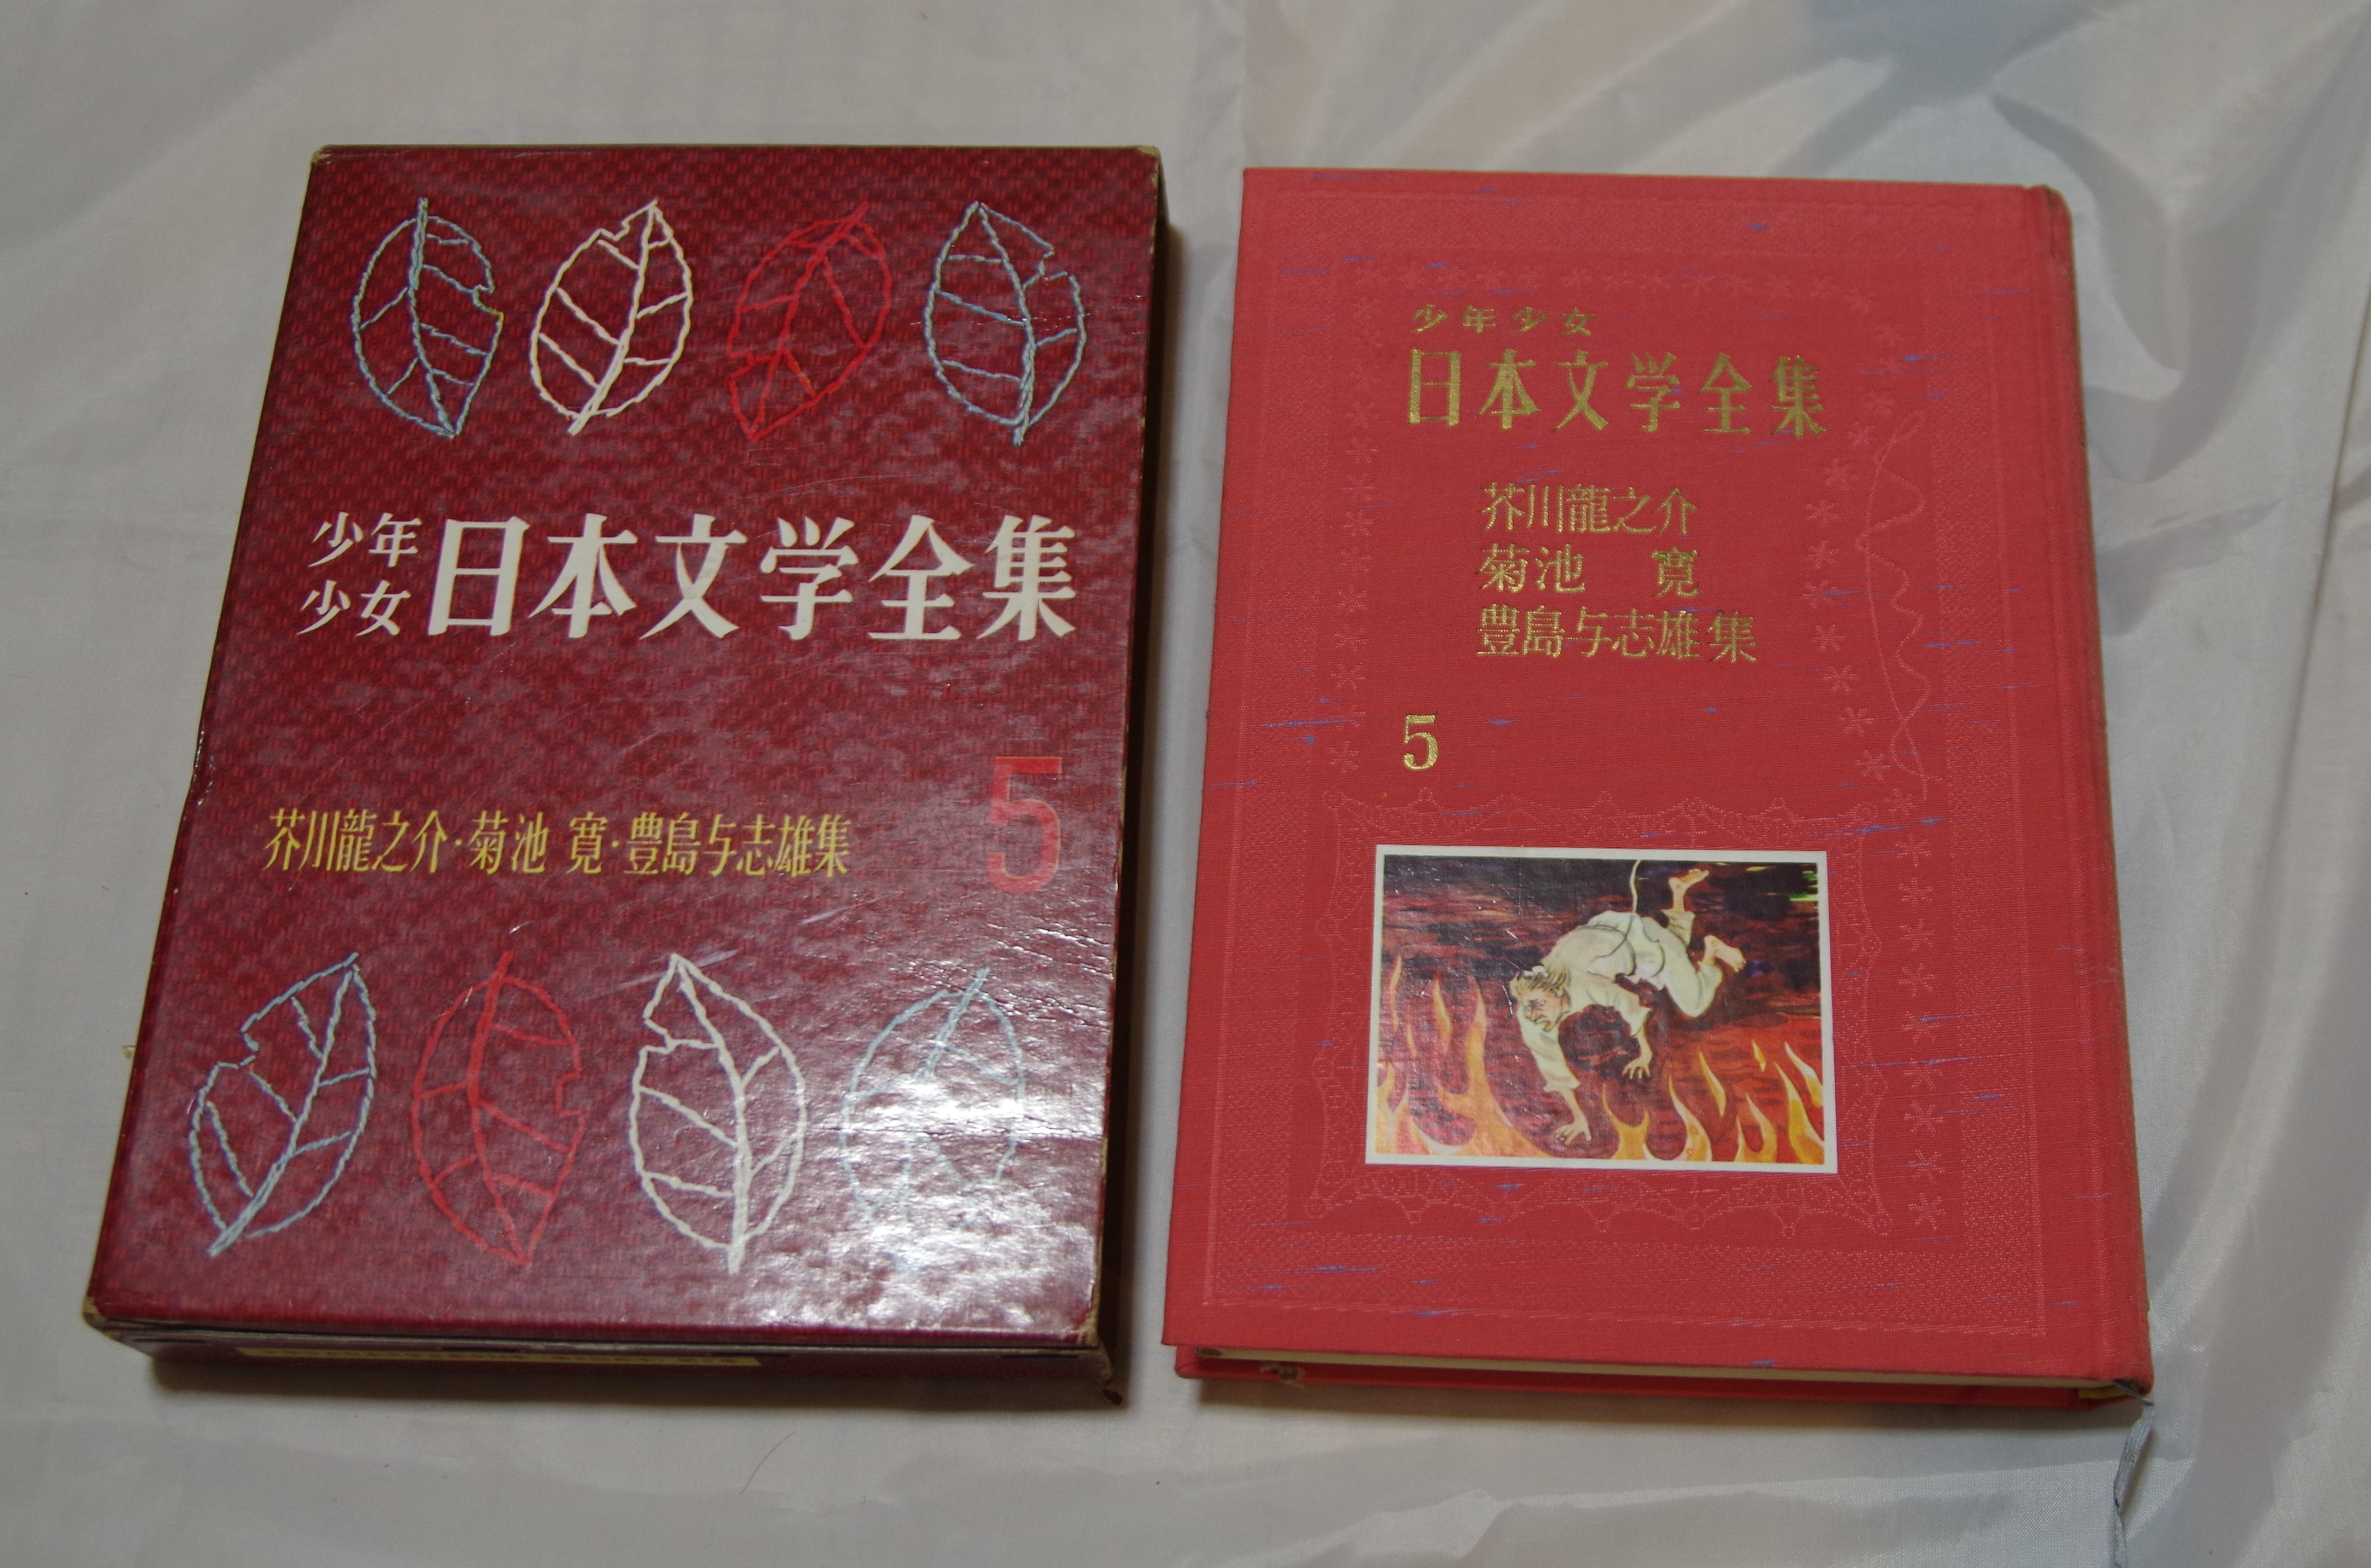 少年
少女
日本文学全集
5
芥川龍之介・菊池 寛・豊島与志雄集
少年少女
日本文学全集
芥川龍之介
菊池 寛
豊島与志雄集
5